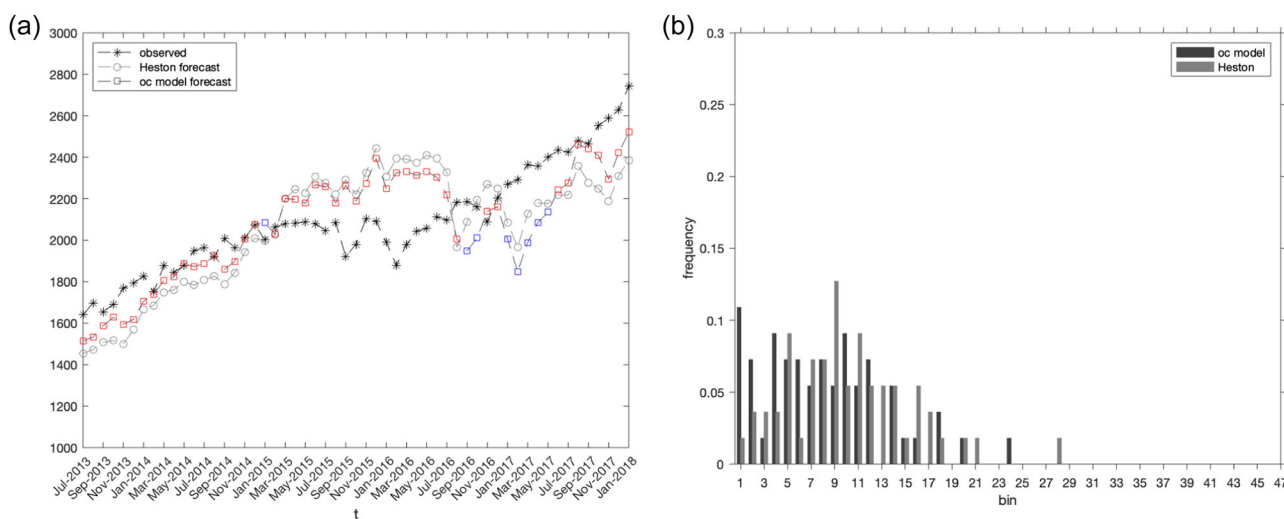 (a)
3000
2800
2600
2400
2200
2000
1800
1600
1400
1200
1000
observed
Heston forecast
oc model forecast
Jul-2013
Sep-2013
Nov-2013
Jan-2014
Mar-2014
May-2014
Jul-2014
Sep-2014
Nov-2014
Jan-2015
Mar-2015
May-2015
Jul-2015
Sep-2015
Nov-2015
Jan-2016
Mar-2016
May-2016
Jul-2016
Sep-2016
Nov-2016
Jan-2017
Mar-2017
May-2017
Jul-2017
Sep-2017
Nov-2017
Jan-2018
t
(b)
0.3
0.25
0.2
0.15
0.1
0.05
0
frequency
oc model
Heston
1 3 5 7 9 11 13 15 17 19 21 23 25 27 29 31 33 35 37 39 41 43 45 47
bin